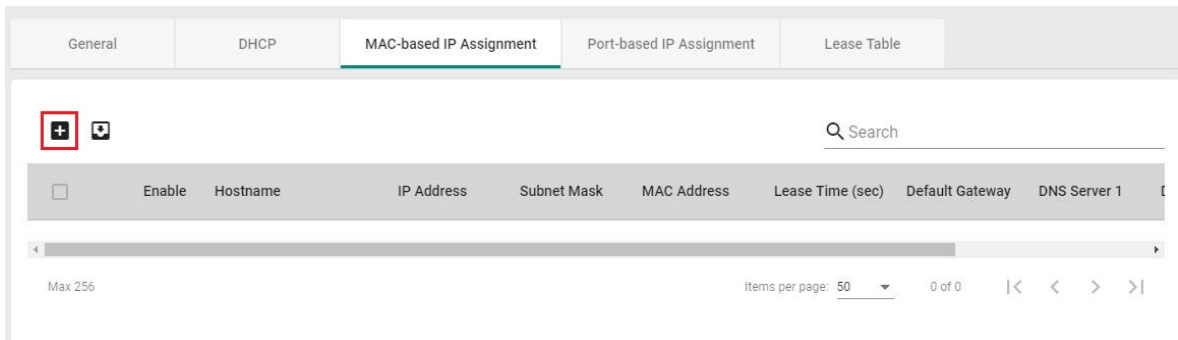 General DHCP MAC-based IP Assignment Port-based IP Assignment Lease Table
Search
Enable Hostname IP Address Subnet Mask MAC Address Lease Time (sec) Default Gateway DNS Server 1
Max 256 Items per page: 50 0 of 0